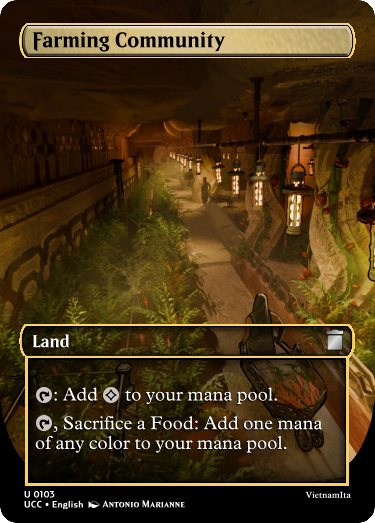 Farming Community
Land
: Add to your mana pool.
, Sacrifice a Food: Add one mana
of any color to your mana pool.
U 0103
UCC • English Antonio Marianne
VietnamIta